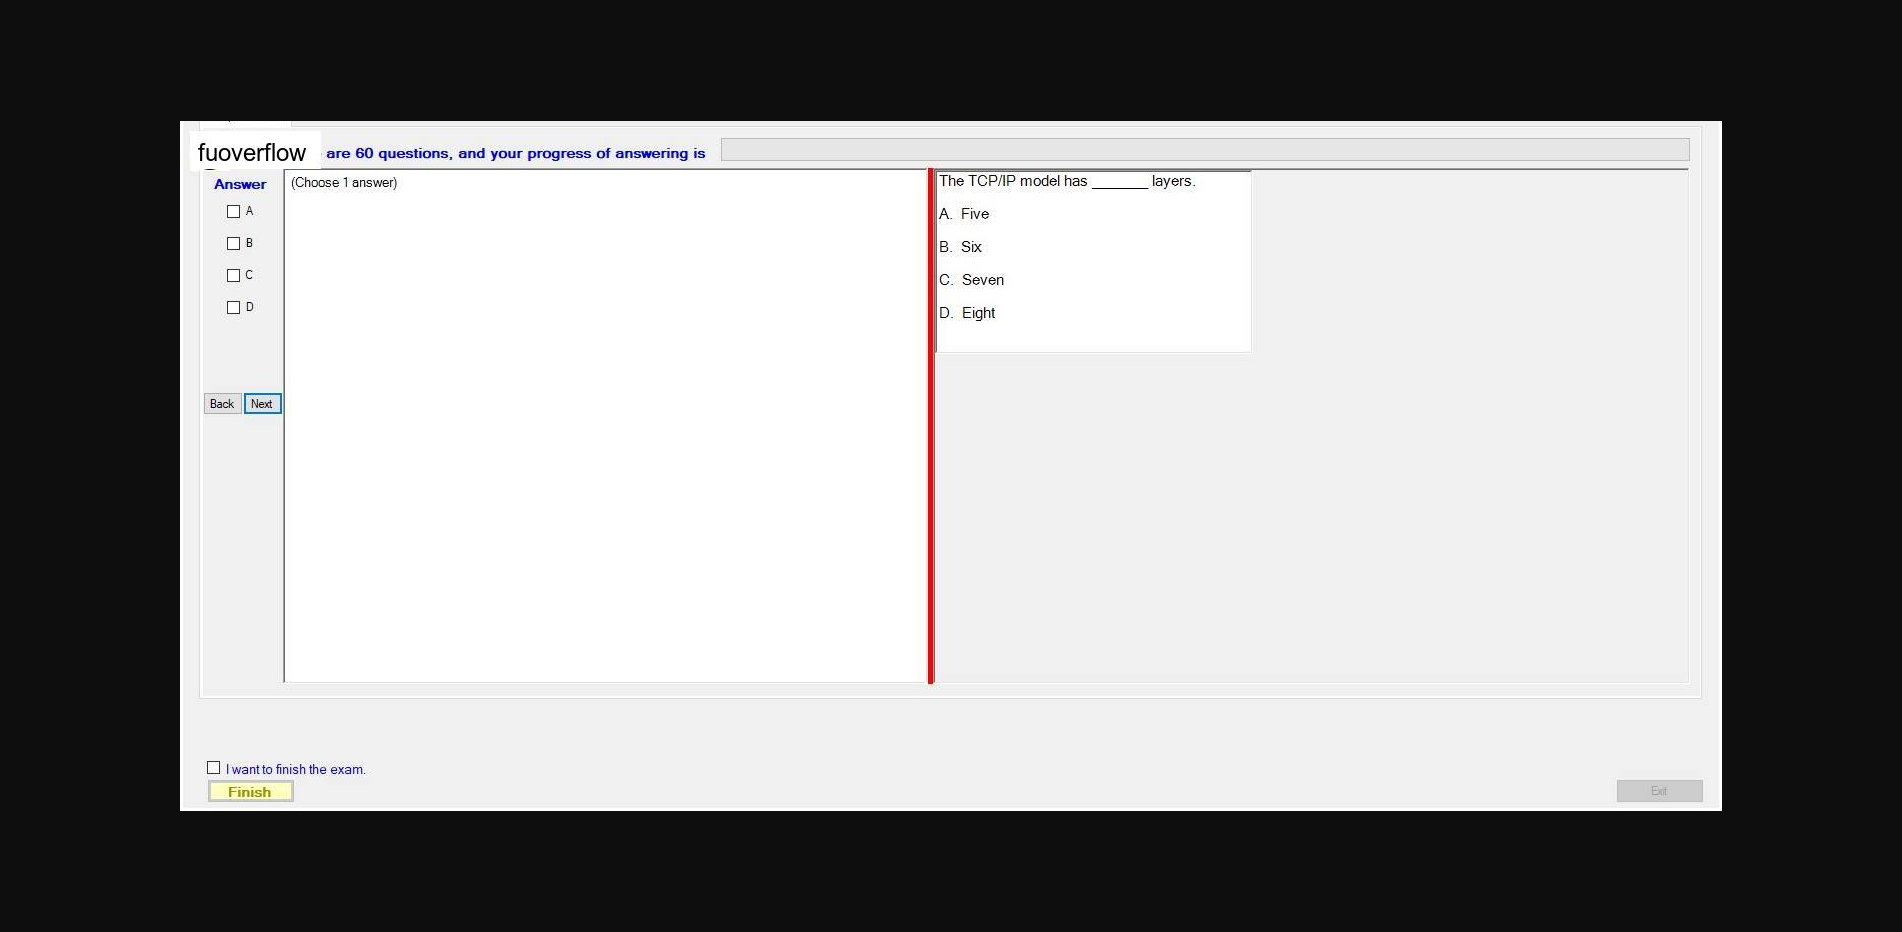 fuoverflow are 60 questions, and your progress of answering is
Answer
(Choose 1 answer)
A
B
C
D
Back Next
The TCP/IP model has _______ layers.
A. Five
B. Six
C. Seven
D. Eight
I want to finish the exam.
Finish
Exit